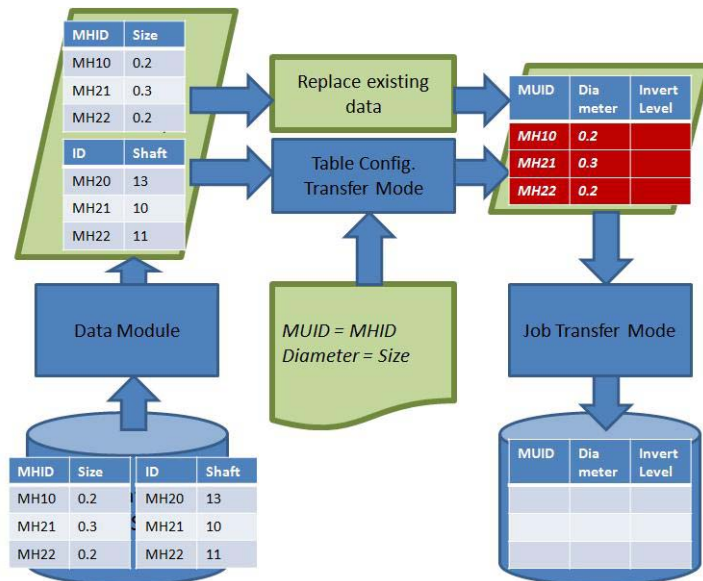 MHID Size
MH10 0.2
MH21 0.3
MH22 0.2
ID Shaft
MH20 13
MH21 10
MH22 11
Replace existing
data
Table Config.
Transfer Mode
MUID Dia
meter Invert
Level
MH10 0.2
MH21 0.3
MH22 0.2
Data Module
MUID = MHID
Diameter = Size
Job Transfer Mode
MHID Size ID Shaft
MH10 0.2 MH20 13
MH21 0.3 MH21 10
MH22 0.2 MH22 11
MUID Dia
meter Invert
Level